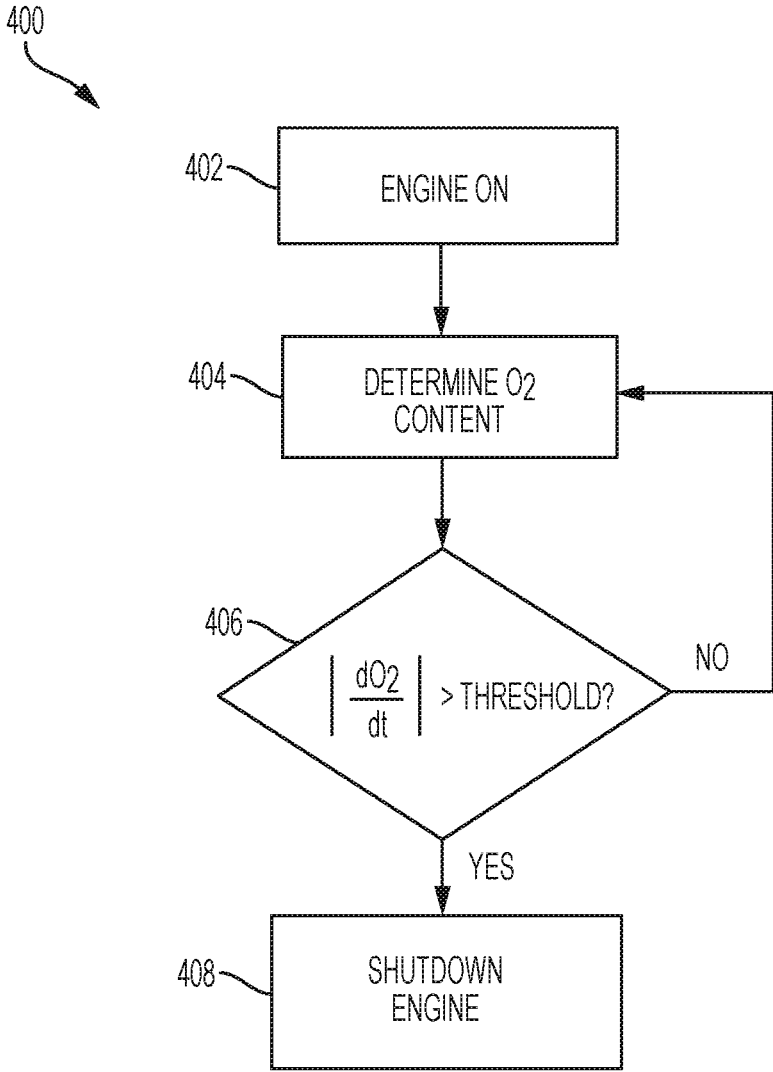 400
402
ENGINE ON
404
DETERMINE O2
CONTENT
406
| dO2 / dt | > THRESHOLD?
NO
YES
408
SHUTDOWN
ENGINE